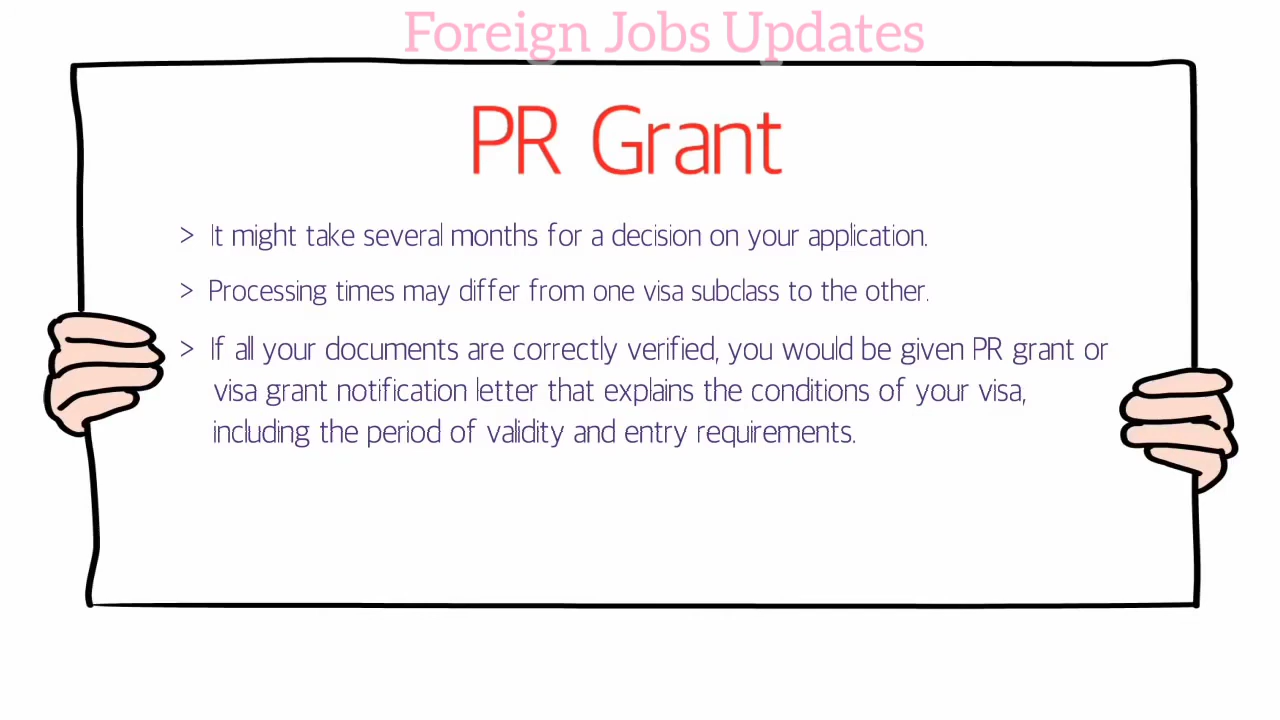 Foreign Jobs Updates
PR Grant
> It might take several months for a decision on your application.
> Processing times may differ from one visa subclass to the other.
> If all your documents are correctly verified, you would be given PR grant or
visa grant notification letter that explains the conditions of your visa,
including the period of validity and entry requirements.